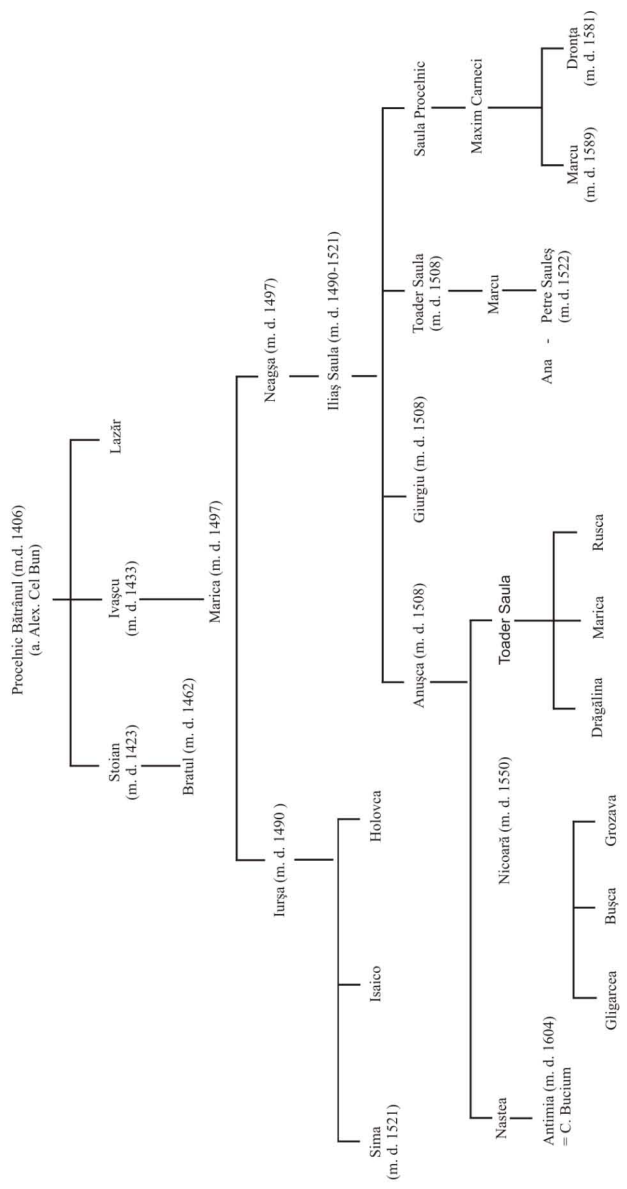 Procelnic Bătrânul (m.d. 1406)
(a. Alex. Cel Bun)
Stoian
(m. d. 1423)
Ivașcu
(m. d. 1433)
Lazăr
Bratul (m. d. 1462)
Marica (m. d. 1497)
Iurșa (m. d. 1490 )
Neagșa (m. d. 1497)
Iliaș Saula (m. d. 1490-1521)
Sima
(m. d. 1521)
Isaico
Holovca
Anușca (m. d. 1508)
Giurgiu (m. d. 1508)
Toader Saula
(m. d. 1508)
Saula Procelnic
Marcu
Maxim Carneci
Nastea
Nicoară (m. d. 1550)
Toader Saula
Ana - Petre Sauleș
(m. d. 1522)
Marcu
(m. d. 1589)
Dronța
(m. d. 1581)
Antimia (m. d. 1604)
= C. Bucium
Gligarcea
Bușca
Grozava
Drăgălina
Marica
Rusca